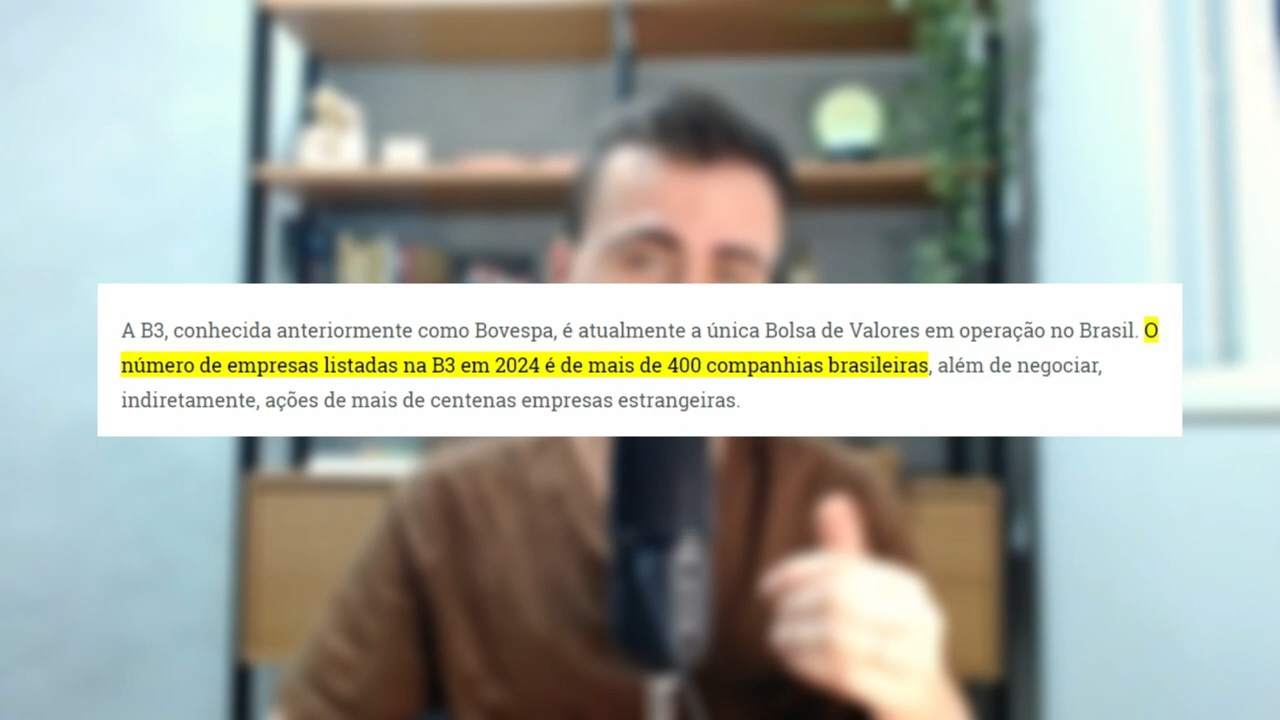 A B3, conhecida anteriormente como Bovespa, é atualmente a única Bolsa de Valores em operação no Brasil. O
número de empresas listadas na B3 em 2024 é de mais de 400 companhias brasileiras, além de negociar,
indiretamente, ações de mais de centenas empresas estrangeiras.